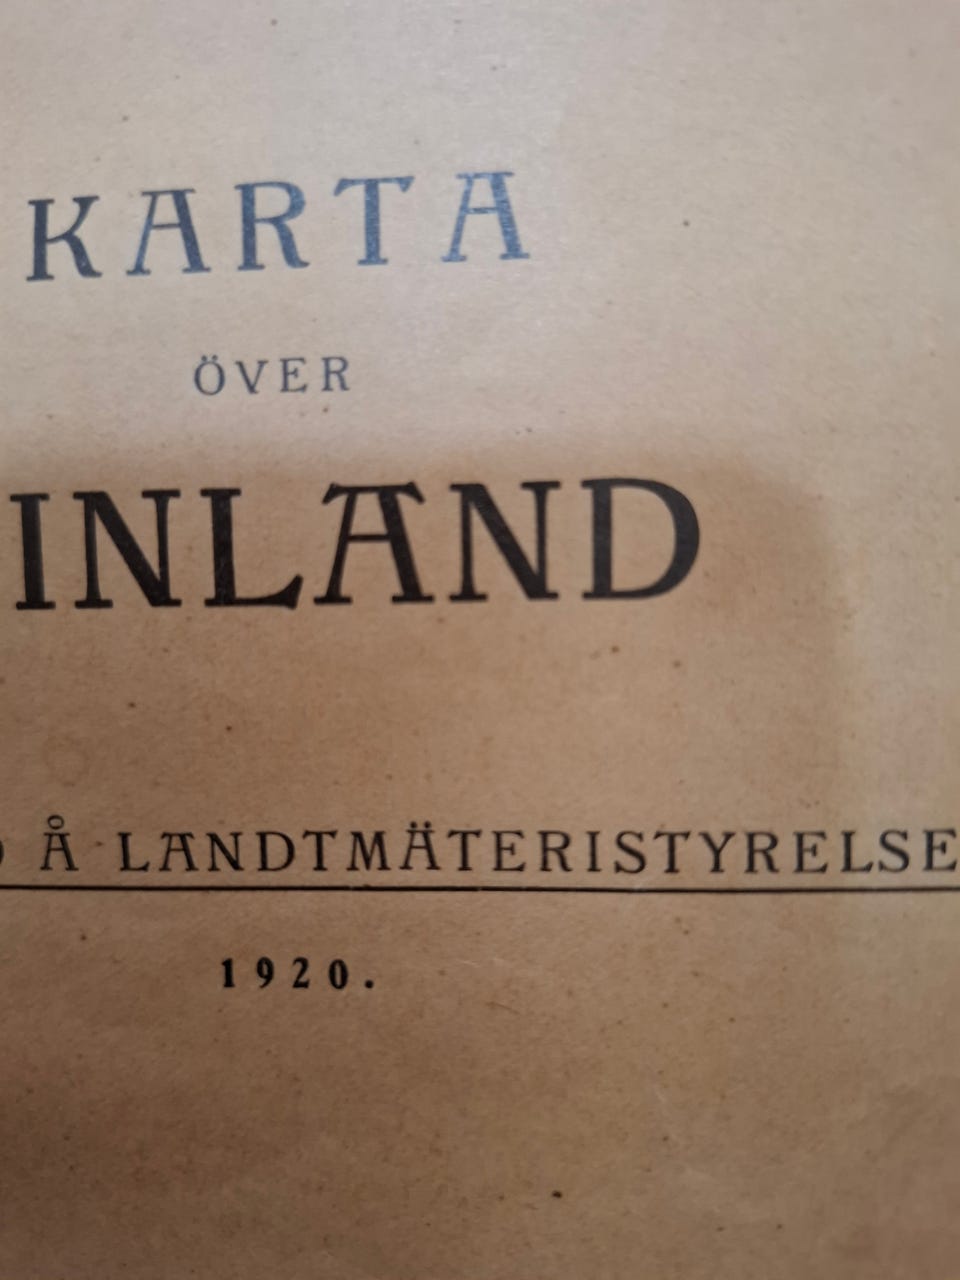 KARTA
ÖVER
INLAND
Å LANDTMÄTERISTYRELSE
1920.